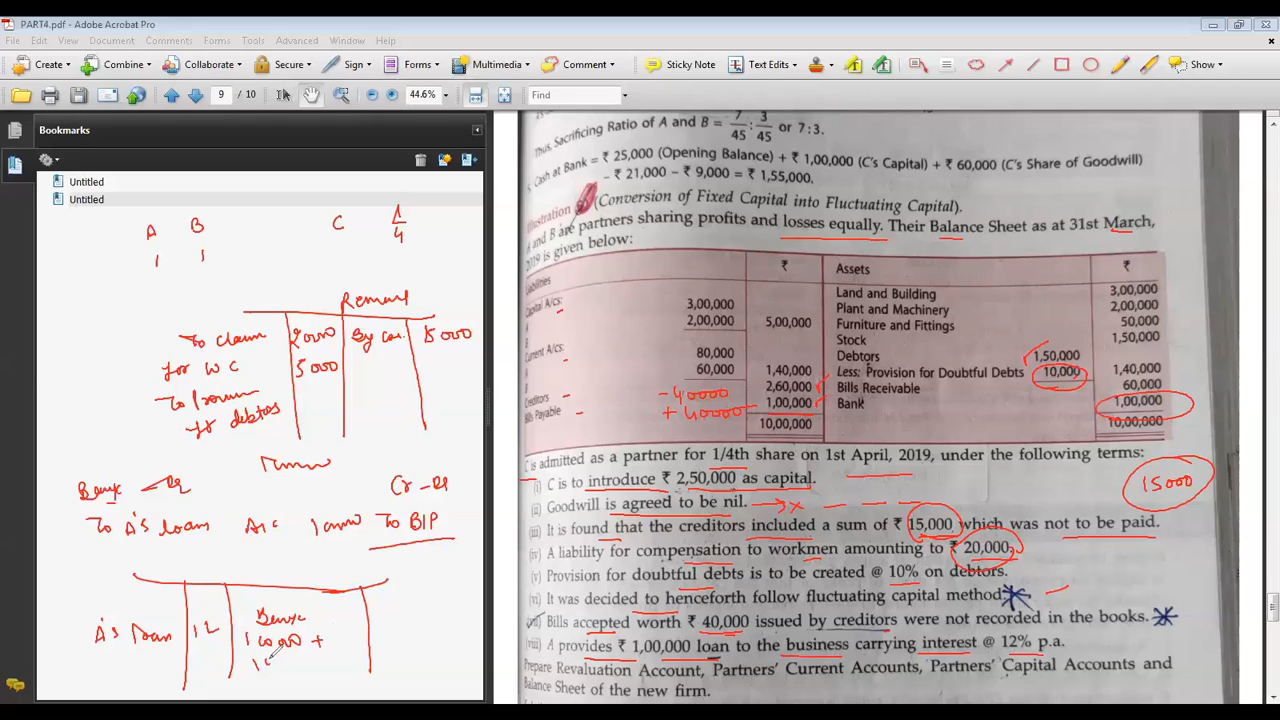 PART4.pdf - Adobe Acrobat Pro
File Edit View Document Comments Forms Tools Advanced Window Help
Create Combine Collaborate Secure Sign Forms Multimedia Comment Sticky Note Text Edits Show
9 / 10 44.6% Find
Bookmarks
Untitled
Untitled
A B C 1/4
1 1
To claim 20000 By cre. 15000
for WC 5000
To
for debtors
To A's loan A/c To B/P
A's loan 1L
100000 +
Thus, Sacrificing Ratio of A and B = 7/45 : 3/45 or 7:3.
5. Cash at Bank = ₹ 25,000 (Opening Balance) + ₹ 1,00,000 (C's Capital) + ₹ 60,000 (C's Share of Goodwill)
– ₹ 21,000 – ₹ 9,000 = ₹ 1,55,000.
Illustration (Conversion of Fixed Capital into Fluctuating Capital).
A and B are partners sharing profits and losses equally. Their Balance Sheet as at 31st March,
2019 is given below:
Liabilities ₹ Assets ₹
Capital A/cs: Land and Building 3,00,000
A 3,00,000 Plant and Machinery 2,00,000
B 2,00,000 5,00,000 Furniture and Fittings 50,000
Current A/cs: Stock 1,50,000
A 80,000 Debtors 1,50,000
B 60,000 1,40,000 Less: Provision for Doubtful Debts 10,000 1,40,000
Creditors - 40000 2,60,000 Bills Receivable 60,000
Bills Payable + 40000 1,00,000 Bank 1,00,000
10,00,000 10,00,000
C is admitted as a partner for 1/4th share on 1st April, 2019, under the following terms:
(i) C is to introduce ₹ 2,50,000 as capital. 15000
(ii) Goodwill is agreed to be nil.
(iii) It is found that the creditors included a sum of ₹ 15,000 which was not to be paid.
(iv) A liability for compensation to workmen amounting to ₹ 20,000.
(v) Provision for doubtful debts is to be created @ 10% on debtors.
(vi) It was decided to henceforth follow fluctuating capital method
(vii) Bills accepted worth ₹ 40,000 issued by creditors were not recorded in the books.
(viii) A provides ₹ 1,00,000 loan to the business carrying interest @ 12% p.a.
Prepare Revaluation Account, Partners' Current Accounts, Partners' Capital Accounts and
Balance Sheet of the new firm.